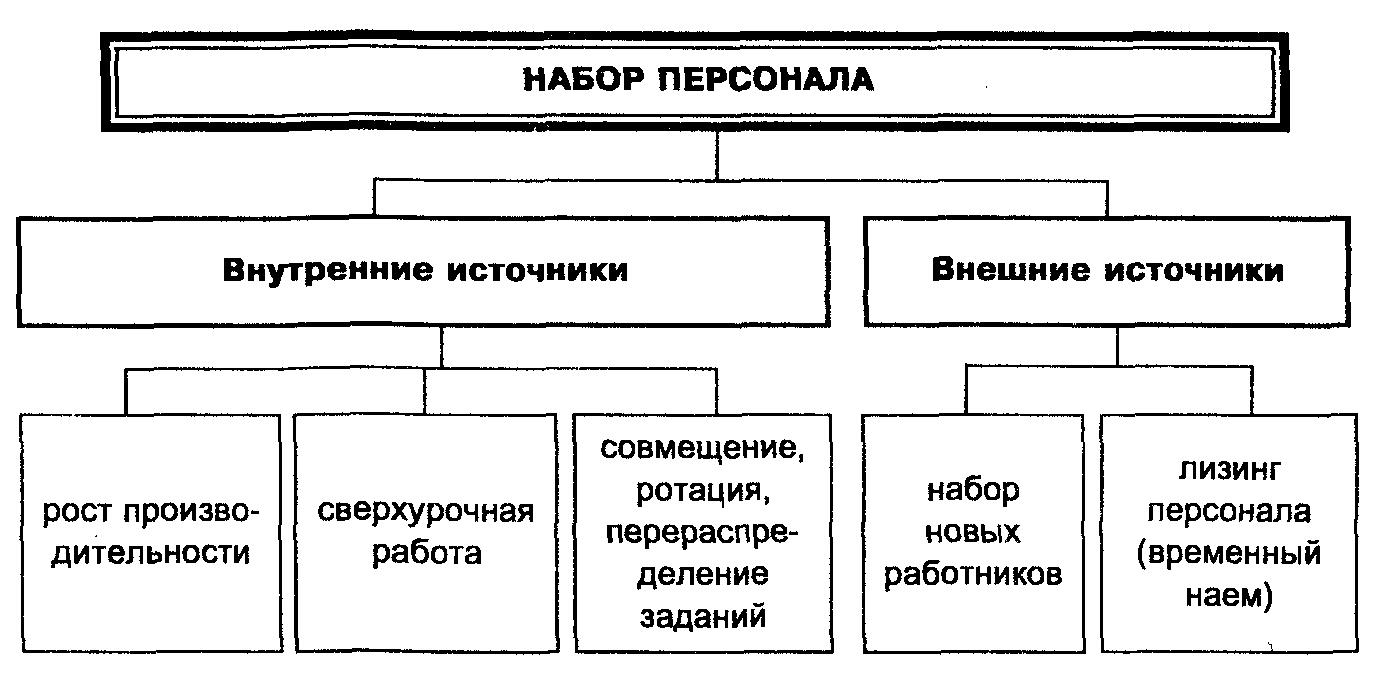 НАБОР ПЕРСОНАЛА
Внутренние источники
Внешние источники
рост произво-
дительности
сверхурочная
работа
совмещение,
ротация,
перераспре-
деление
заданий
набор
новых
работников
лизинг
персонала
(временный
наем)